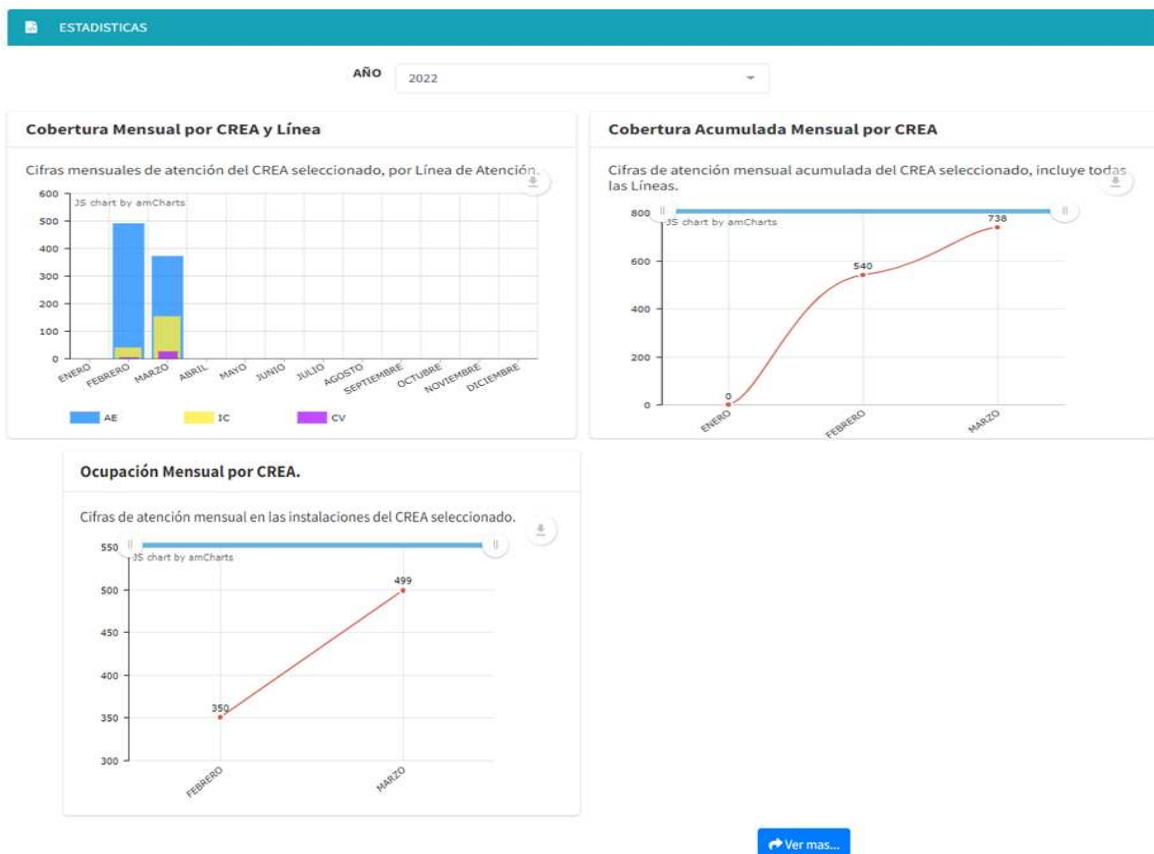 ESTADISTICAS
AÑO
2022
Cobertura Mensual por CREA y Línea
Cifras mensuales de atención del CREA seleccionado, por Línea de Atención.
JS chart by amCharts
600
500
400
300
200
100
0
ENERO
FEBRERO
MARZO
ABRIL
MAYO
JUNIO
JULIO
AGOSTO
SEPTIEMBRE
OCTUBRE
NOVIEMBRE
DICIEMBRE
AE
IC
CV
Cobertura Acumulada Mensual por CREA
Cifras de atención mensual acumulada del CREA seleccionado, incluye todas
las Líneas.
JS chart by amCharts
800
600
400
200
0
0
540
738
ENERO
FEBRERO
MARZO
Ocupación Mensual por CREA.
Cifras de atención mensual en las instalaciones del CREA seleccionado.
JS chart by amCharts
550
500
450
400
350
300
350
499
FEBRERO
MARZO
Ver mas...